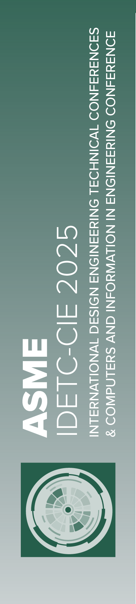 ASME
IDETC-CIE 2025
INTERNATIONAL DESIGN ENGINEERING TECHNICAL CONFERENCES
& COMPUTERS AND INFORMATION IN ENGINEERING CONFERENCE